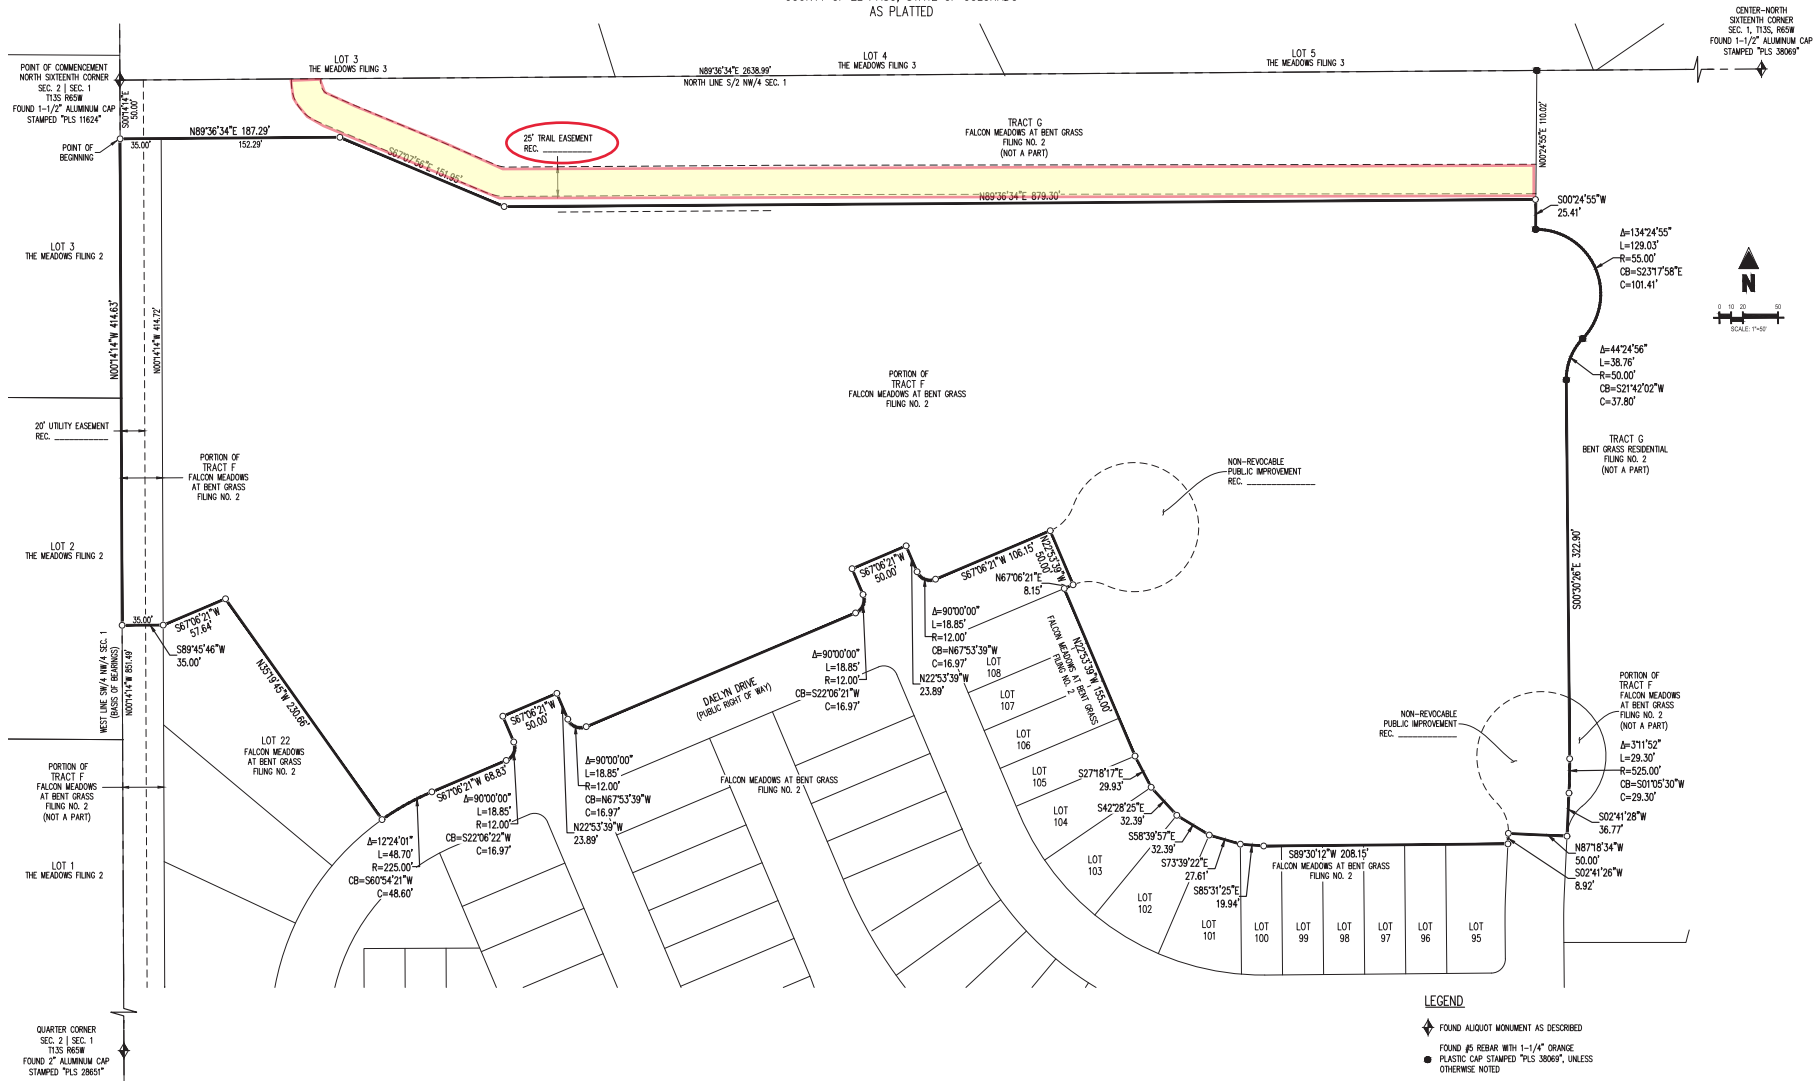 AS PLATTED
CENTER-NORTH
SIXTEENTH CORNER
SEC. 1, T13S, R65W
FOUND 1-1/2" ALUMINUM CAP
STAMPED "PLS 38069"
POINT OF COMMENCEMENT
NORTH SIXTEENTH CORNER
SEC. 2 | SEC. 1
T13S R65W
FOUND 1-1/2" ALUMINUM CAP
STAMPED "PLS 11624"
S00°14'14"E
50.00'
LOT 3
THE MEADOWS FILING 3
LOT 4
THE MEADOWS FILING 3
LOT 5
THE MEADOWS FILING 3
N89°36'34"E 2638.99'
NORTH LINE S/2 NW/4 SEC. 1
POINT OF
BEGINNING
N89°36'34"E 187.29'
35.00'
152.29'
S67°07'56"E 151.95'
25' TRAIL EASEMENT
REC. ____________
TRACT G
FALCON MEADOWS AT BENT GRASS
FILING NO. 2
(NOT A PART)
N00°24'55"E 110.02'
N89°36'34"E 879.30'
S00°24'55"W
25.41'
Δ=134°24'55"
L=129.03'
R=55.00'
CB=S23°17'58"E
C=101.41'
N
0 10 20 50
SCALE: 1"=50'
LOT 3
THE MEADOWS FILING 2
N00°14'14"W 414.63'
N00°14'14"W 414.72'
Δ=44°24'56"
L=38.76'
R=50.00'
CB=S21°42'02"W
C=37.80'
PORTION OF
TRACT F
FALCON MEADOWS AT BENT GRASS
FILING NO. 2
20' UTILITY EASEMENT
REC. ____________
TRACT G
BENT GRASS RESIDENTIAL
FILING NO. 2
(NOT A PART)
PORTION OF
TRACT F
FALCON MEADOWS
AT BENT GRASS
FILING NO. 2
NON-REVOCABLE
PUBLIC IMPROVEMENT
REC. ____________
LOT 2
THE MEADOWS FILING 2
S00°30'26"E 322.90'
S67°06'21"W
50.00'
S67°06'21"W 106.15'
N22°53'39"W
50.00'
N67°06'21"E
8.15'
Δ=90°00'00"
L=18.85'
R=12.00'
CB=N67°53'39"W
C=16.97'
N22°53'39"W
23.89'
FALCON MEADOWS AT BENT GRASS
FILING NO. 2
N22°53'39"W 155.00'
35.00'
S89°45'46"W
35.00'
S67°06'21"W
57.64'
WEST LINE SW/4 NW/4 SEC. 1
(BASIS OF BEARINGS)
N00°14'14"W 851.49'
N35°19'45"W 230.66'
Δ=90°00'00"
L=18.85'
R=12.00'
CB=S22°06'21"W
C=16.97'
DAELYN DRIVE
(PUBLIC RIGHT OF WAY)
LOT
108
LOT
107
LOT
106
LOT
105
LOT
104
LOT
103
LOT
102
LOT
101
S67°06'21"W
50.00'
Δ=90°00'00"
L=18.85'
R=12.00'
CB=N67°53'39"W
C=16.97'
N22°53'39"W
23.89'
LOT 22
FALCON MEADOWS
AT BENT GRASS
FILING NO. 2
S67°06'21"W 68.83'
Δ=90°00'00"
L=18.85'
R=12.00'
CB=S22°06'22"W
C=16.97'
Δ=12°24'01"
L=48.70'
R=225.00'
CB=S60°54'21"W
C=48.60'
FALCON MEADOWS AT BENT GRASS
FILING NO. 2
S27°18'17"E
29.93'
S42°28'25"E
32.39'
S58°39'57"E
32.39'
S73°39'22"E
27.61'
S85°31'25"E
19.94'
S89°30'12"W 208.15'
FALCON MEADOWS AT BENT GRASS
FILING NO. 2
NON-REVOCABLE
PUBLIC IMPROVEMENT
REC. ____________
PORTION OF
TRACT F
FALCON MEADOWS
AT BENT GRASS
FILING NO. 2
(NOT A PART)
Δ=3°11'52"
L=29.30'
R=525.00'
CB=S01°05'30"W
C=29.30'
S02°41'28"W
36.77'
N87°18'34"W
50.00'
S02°41'26"W
8.92'
PORTION OF
TRACT F
FALCON MEADOWS
AT BENT GRASS
FILING NO. 2
(NOT A PART)
LOT 1
THE MEADOWS FILING 2
LOT
100
LOT
99
LOT
98
LOT
97
LOT
96
LOT
95
QUARTER CORNER
SEC. 2 | SEC. 1
T13S R65W
FOUND 2" ALUMINUM CAP
STAMPED "PLS 28651"
LEGEND
FOUND ALIQUOT MONUMENT AS DESCRIBED
FOUND #5 REBAR WITH 1-1/4" ORANGE
PLASTIC CAP STAMPED "PLS 38069", UNLESS
OTHERWISE NOTED